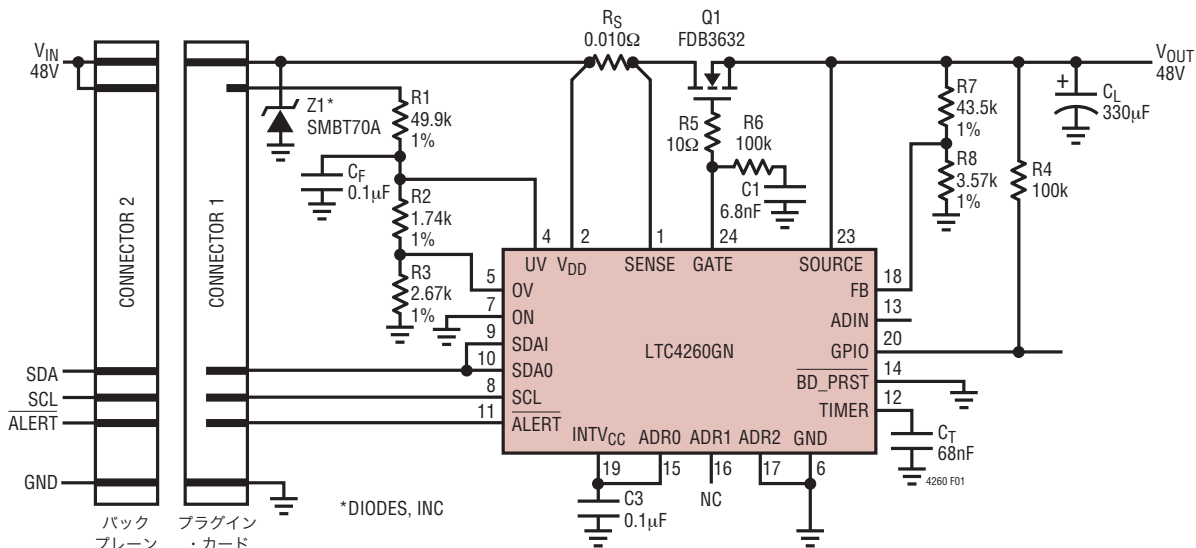 VIN
48V
SDA
SCL
ALERT
GND
CONNECTOR 2
CONNECTOR 1
バック
プレーン
プラグイン
・カード
Z1*
SMBT70A
R1
49.9k
1%
CF
0.1μF
R2
1.74k
1%
R3
2.67k
1%
RS
0.010Ω
Q1
FDB3632
R5
10Ω
R6
100k
C1
6.8nF
R7
43.5k
1%
R8
3.57k
1%
R4
100k
CL
330μF
+
VOUT
48V
4
2
1
24
23
UV
VDD
SENSE
GATE
SOURCE
5
OV
7
ON
9
SDAI
10
SDA0
8
SCL
11
ALERT
LTC4260GN
18
FB
13
ADIN
20
GPIO
14
BD_PRST
12
TIMER
INTVCC
ADR0
ADR1
ADR2
GND
19
15
16
17
6
NC
C3
0.1μF
CT
68nF
4260 F01
*DIODES, INC